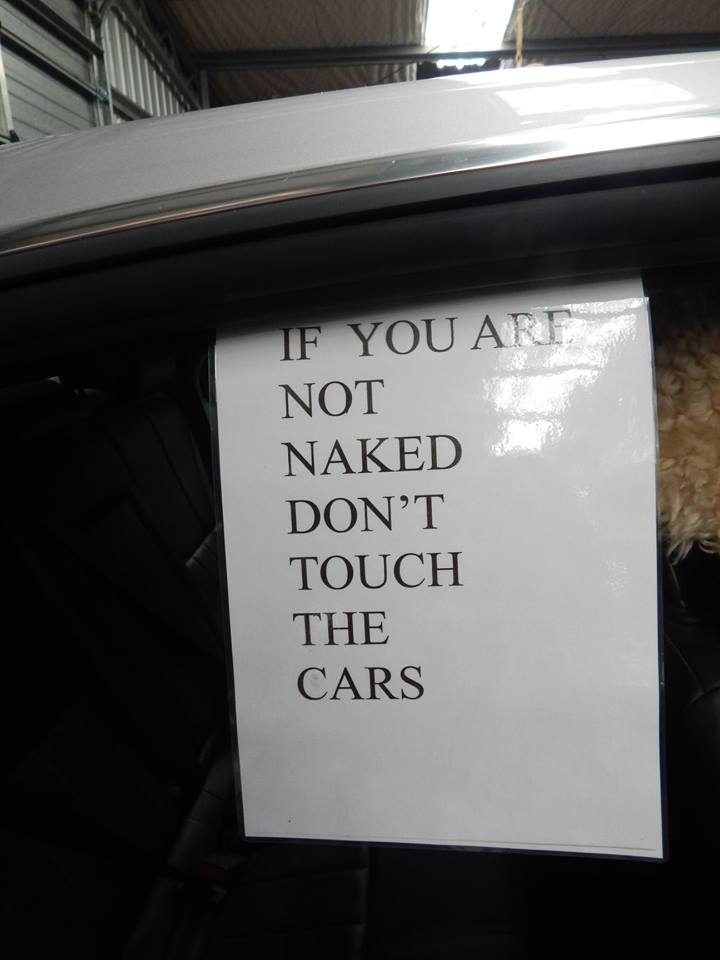 IF YOU ARE
NOT
NAKED
DON'T
TOUCH
THE
CARS